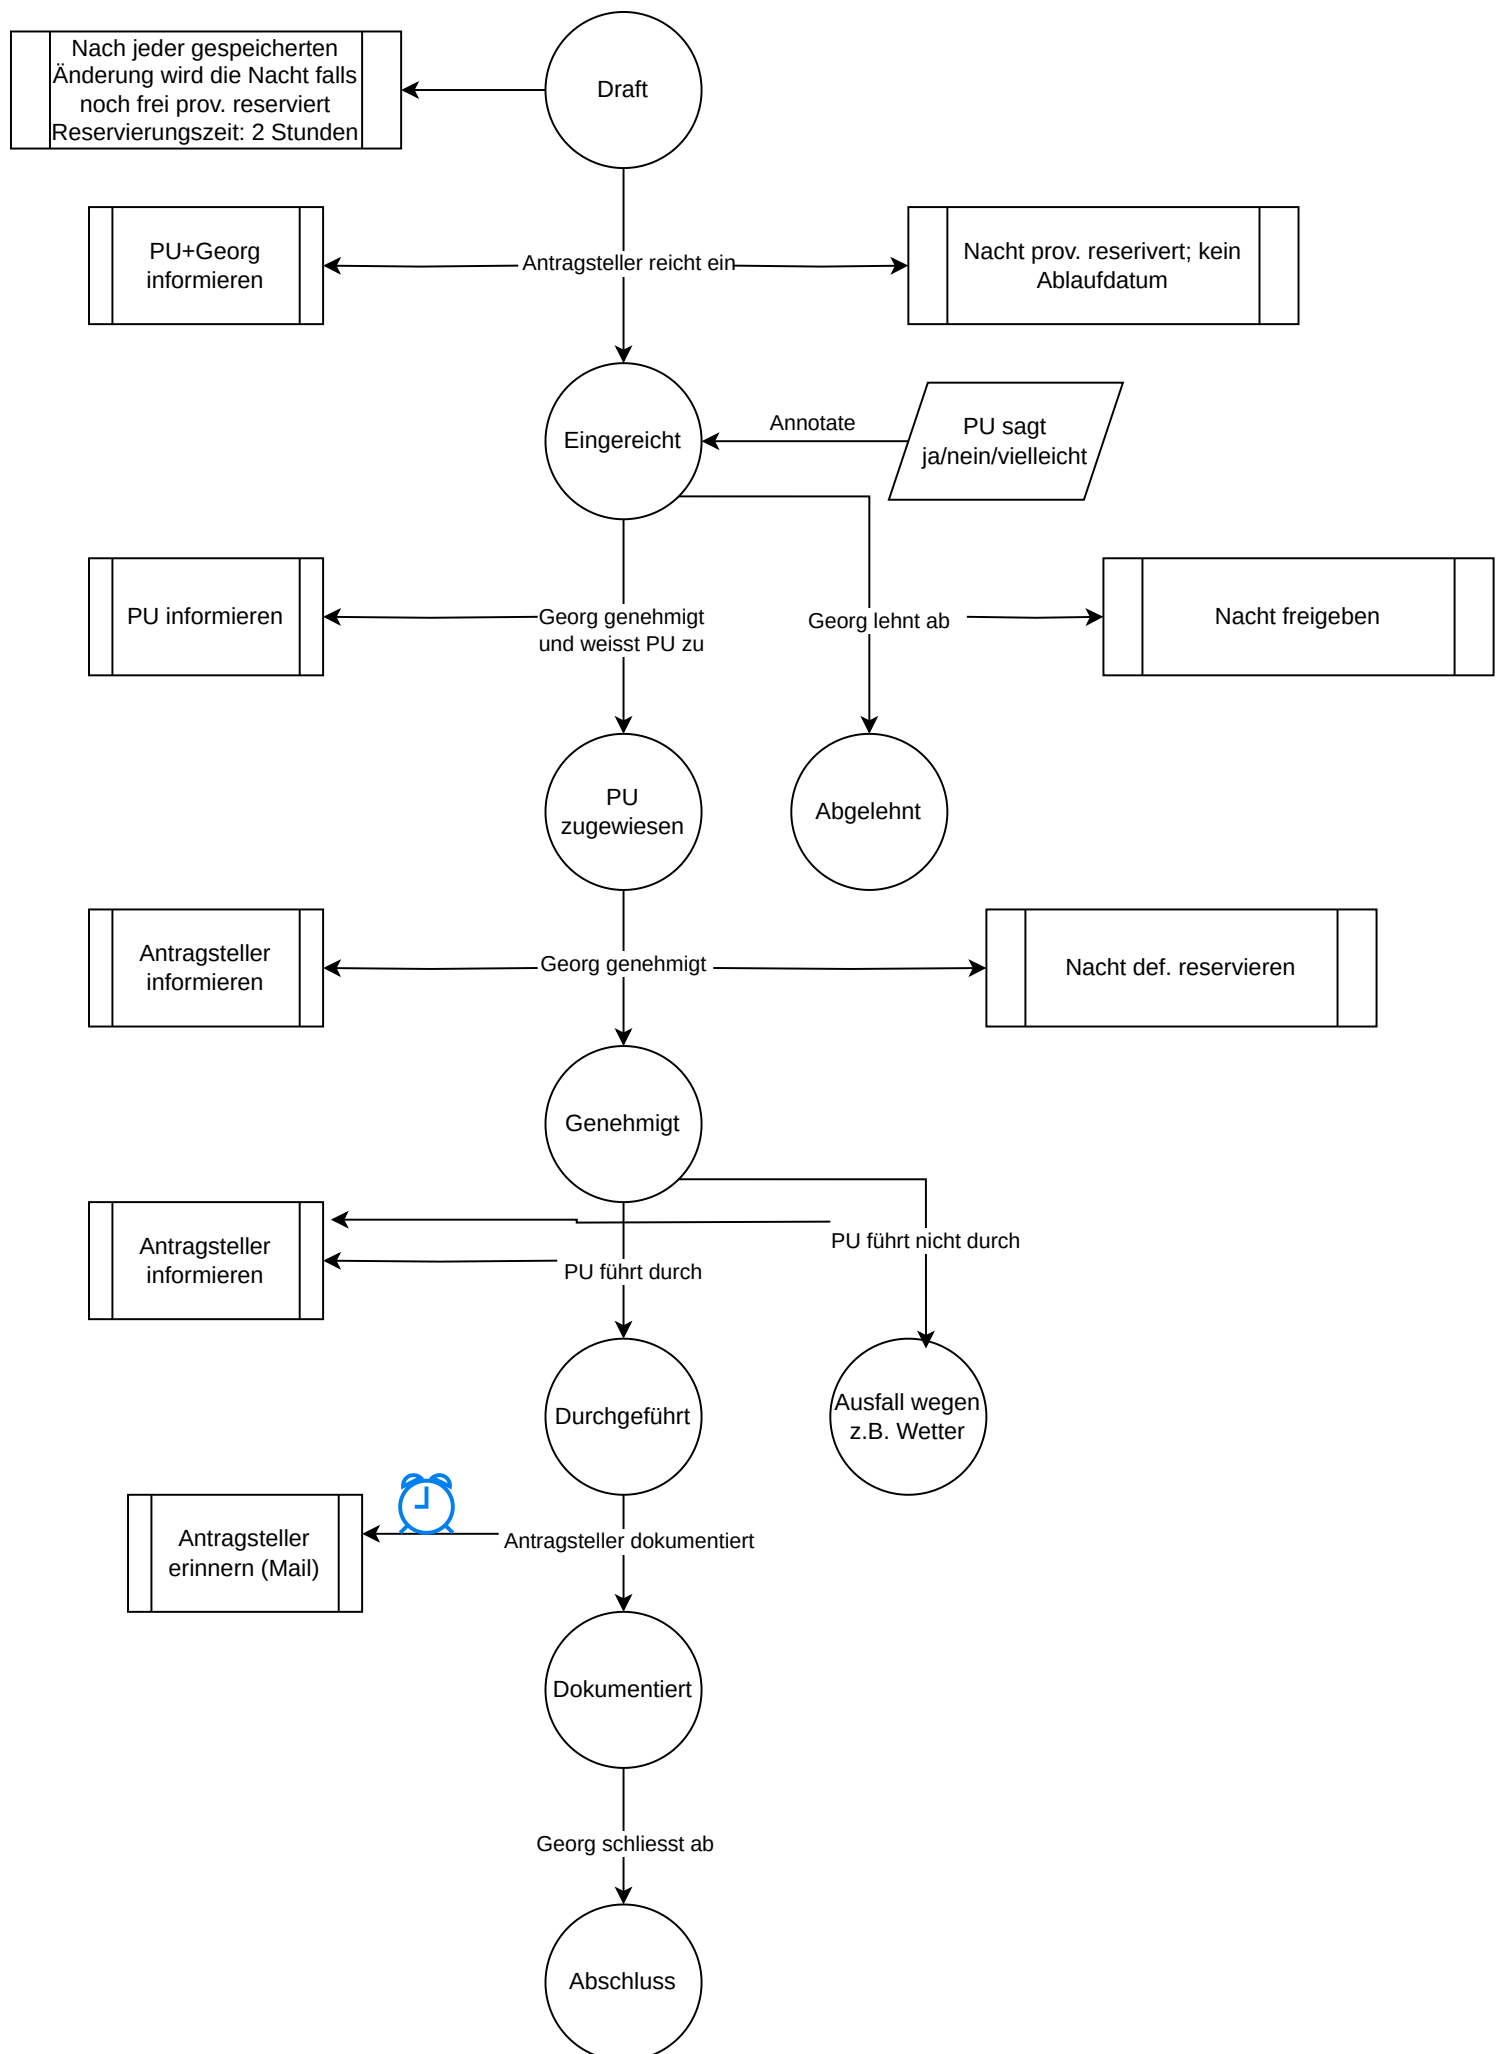 Nach jeder gespeicherten
Änderung wird die Nacht falls
noch frei prov. reserviert
Reservierungszeit: 2 Stunden
Draft
PU+Georg
informieren
Antragsteller reicht ein
Nacht prov. reserivert; kein
Ablaufdatum
Eingereicht
Annotate
PU sagt
ja/nein/vielleicht
PU informieren
Georg genehmigt
und weisst PU zu
Georg lehnt ab
Nacht freigeben
PU
zugewiesen
Abgelehnt
Antragsteller
informieren
Georg genehmigt
Nacht def. reservieren
Genehmigt
Antragsteller
informieren
PU führt durch
PU führt nicht durch
Durchgeführt
Ausfall wegen
z.B. Wetter
Antragsteller
erinnern (Mail)
Antragsteller dokumentiert
Dokumentiert
Georg schliesst ab
Abschluss